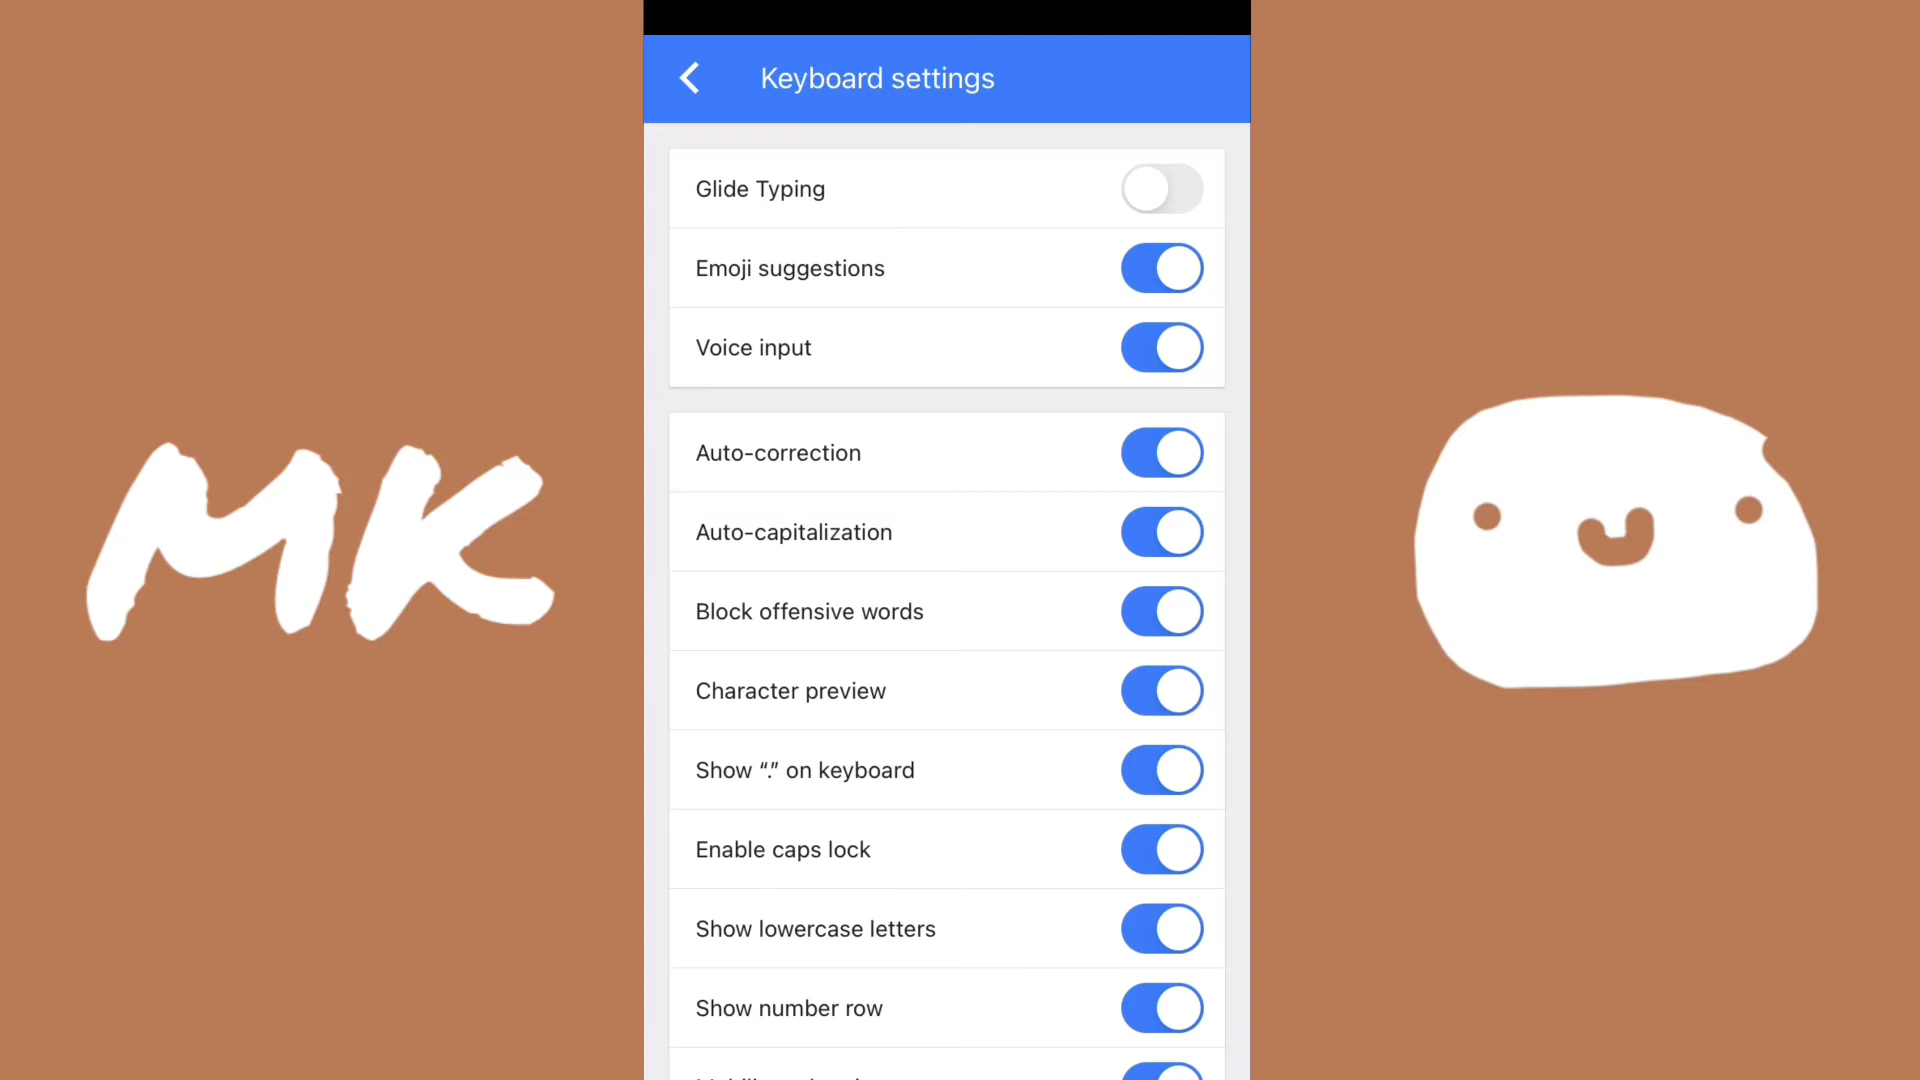 Keyboard settings
Glide Typing
Emoji suggestions
Voice input
Auto-correction
Auto-capitalization
Block offensive words
Character preview
Show “.” on keyboard
Enable caps lock
Show lowercase letters
Show number row
MK